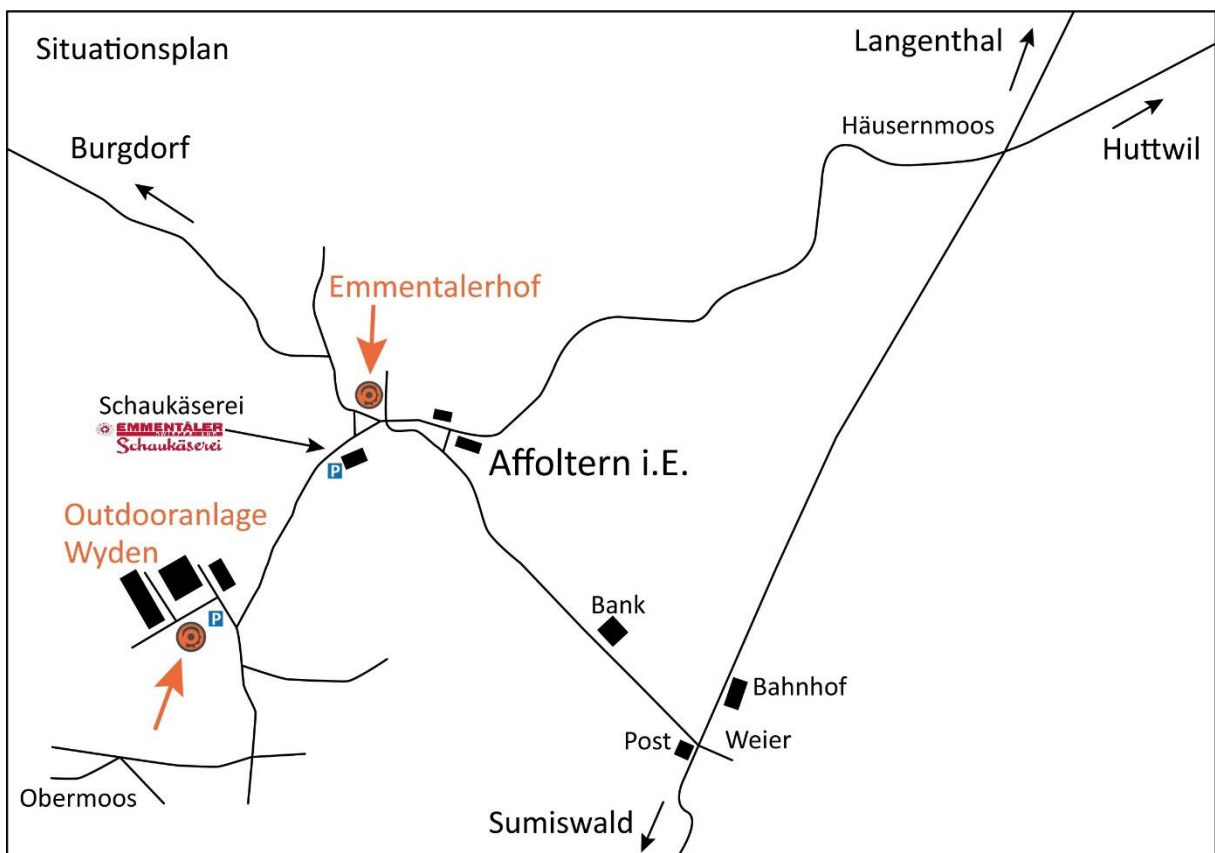 Situationsplan
Langenthal
Burgdorf
Häusernmoos
Huttwil
Emmentalerhof
Schaukäserei
EMMENTALER
Schaukäserei
P
Affoltern i.E.
Outdooranlage
Wyden
P
Bank
Bahnhof
Post
Weier
Obermoos
Sumiswald